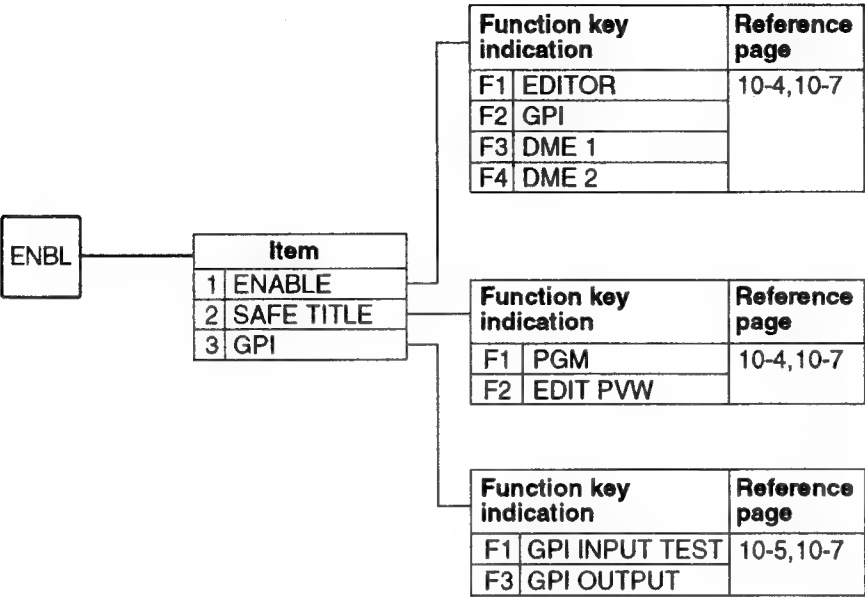 ENBL
Item
1 ENABLE
2 SAFE TITLE
3 GPI
Function key indication Reference page
F1 EDITOR 10-4,10-7
F2 GPI
F3 DME 1
F4 DME 2
Function key indication Reference page
F1 PGM 10-4,10-7
F2 EDIT PVW
Function key indication Reference page
F1 GPI INPUT TEST 10-5,10-7
F3 GPI OUTPUT